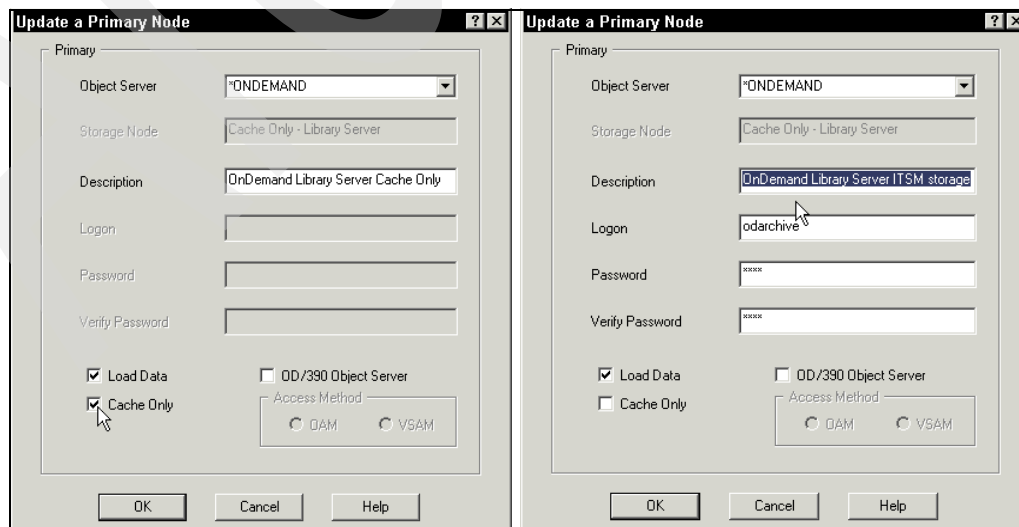 Update a Primary Node
Primary
Object Server
*ONDEMAND
Storage Node
Cache Only - Library Server
Description
OnDemand Library Server Cache Only
Logon
Password
Verify Password
Load Data
OD/390 Object Server
Cache Only
Access Method
OAM
VSAM
OK
Cancel
Help
Update a Primary Node
Primary
Object Server
*ONDEMAND
Storage Node
Cache Only - Library Server
Description
OnDemand Library Server ITSM storage
Logon
odarchive
Password
xxxx
Verify Password
xxxx
Load Data
OD/390 Object Server
Cache Only
Access Method
OAM
VSAM
OK
Cancel
Help